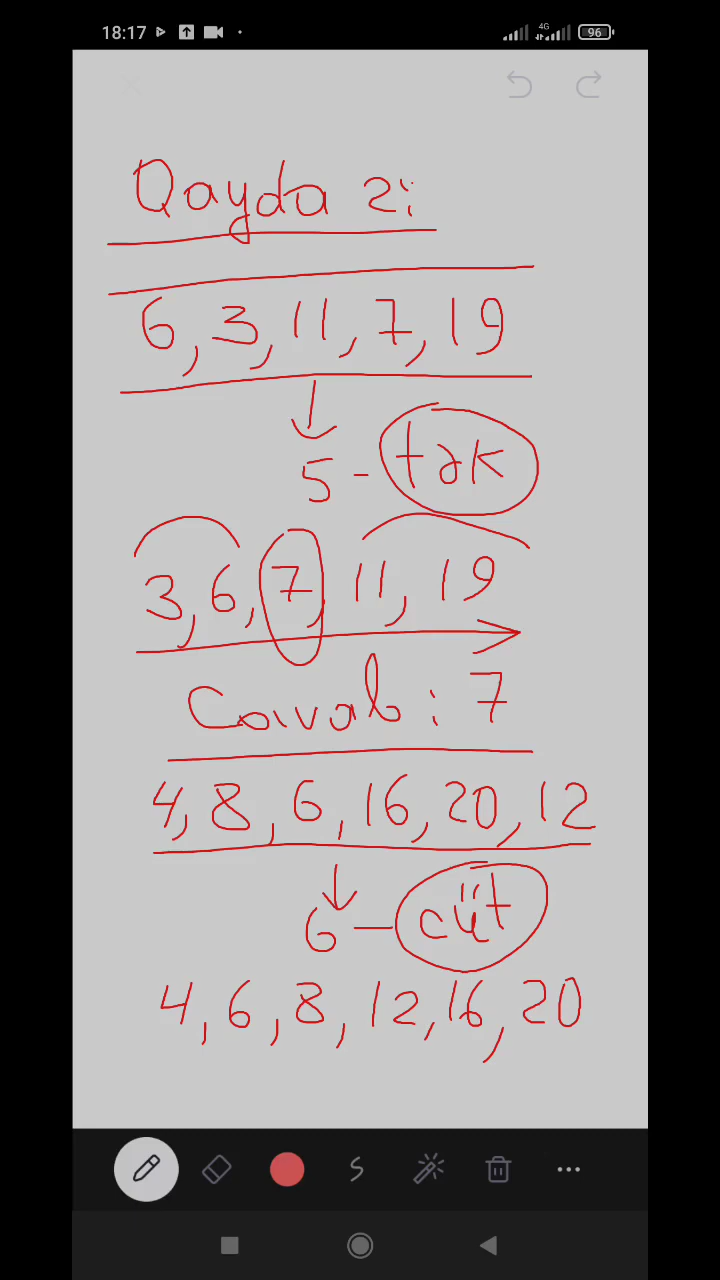 18:17 4G 96
Qayda 2:
6, 3, 11, 7, 19
5 - tək
3, 6, 7, 11, 19
Cavab: 7
4, 8, 6, 16, 20, 12
6 - cüt
4, 6, 8, 12, 16, 20